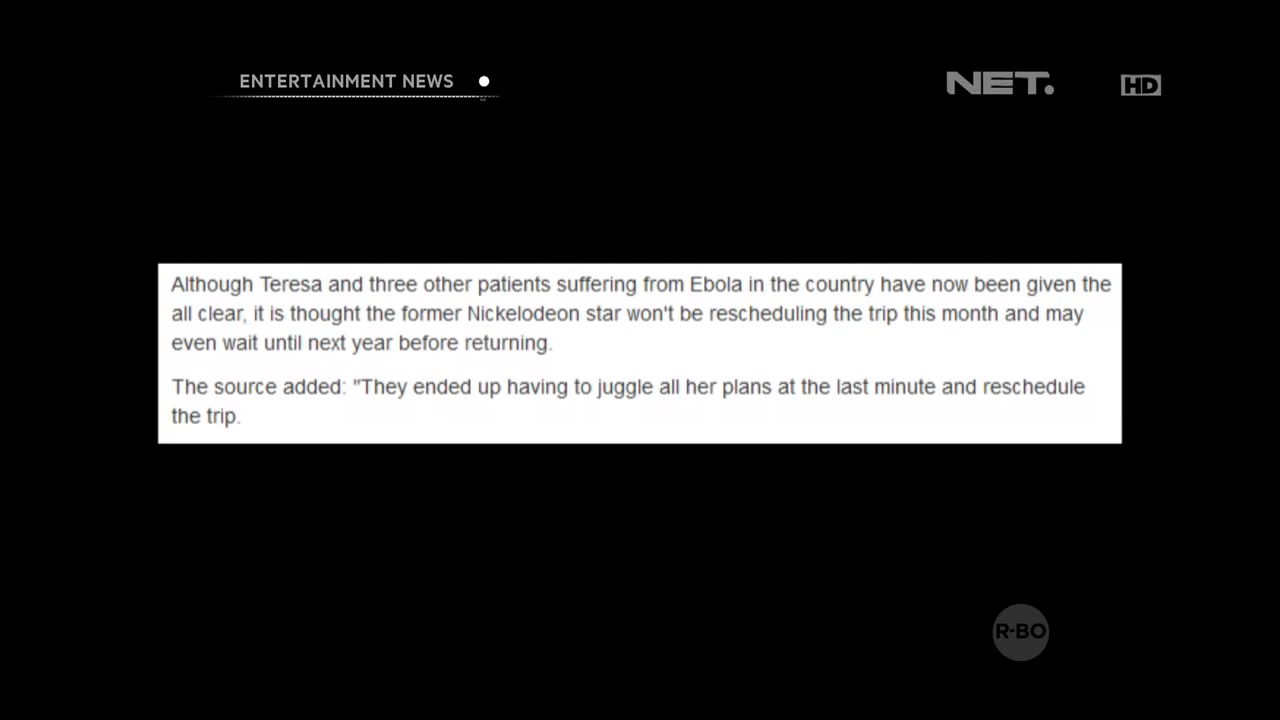 ENTERTAINMENT NEWS
NET.
HD
Although Teresa and three other patients suffering from Ebola in the country have now been given the
all clear, it is thought the former Nickelodeon star won't be rescheduling the trip this month and may
even wait until next year before returning.
The source added: "They ended up having to juggle all her plans at the last minute and reschedule
the trip.
R-BO